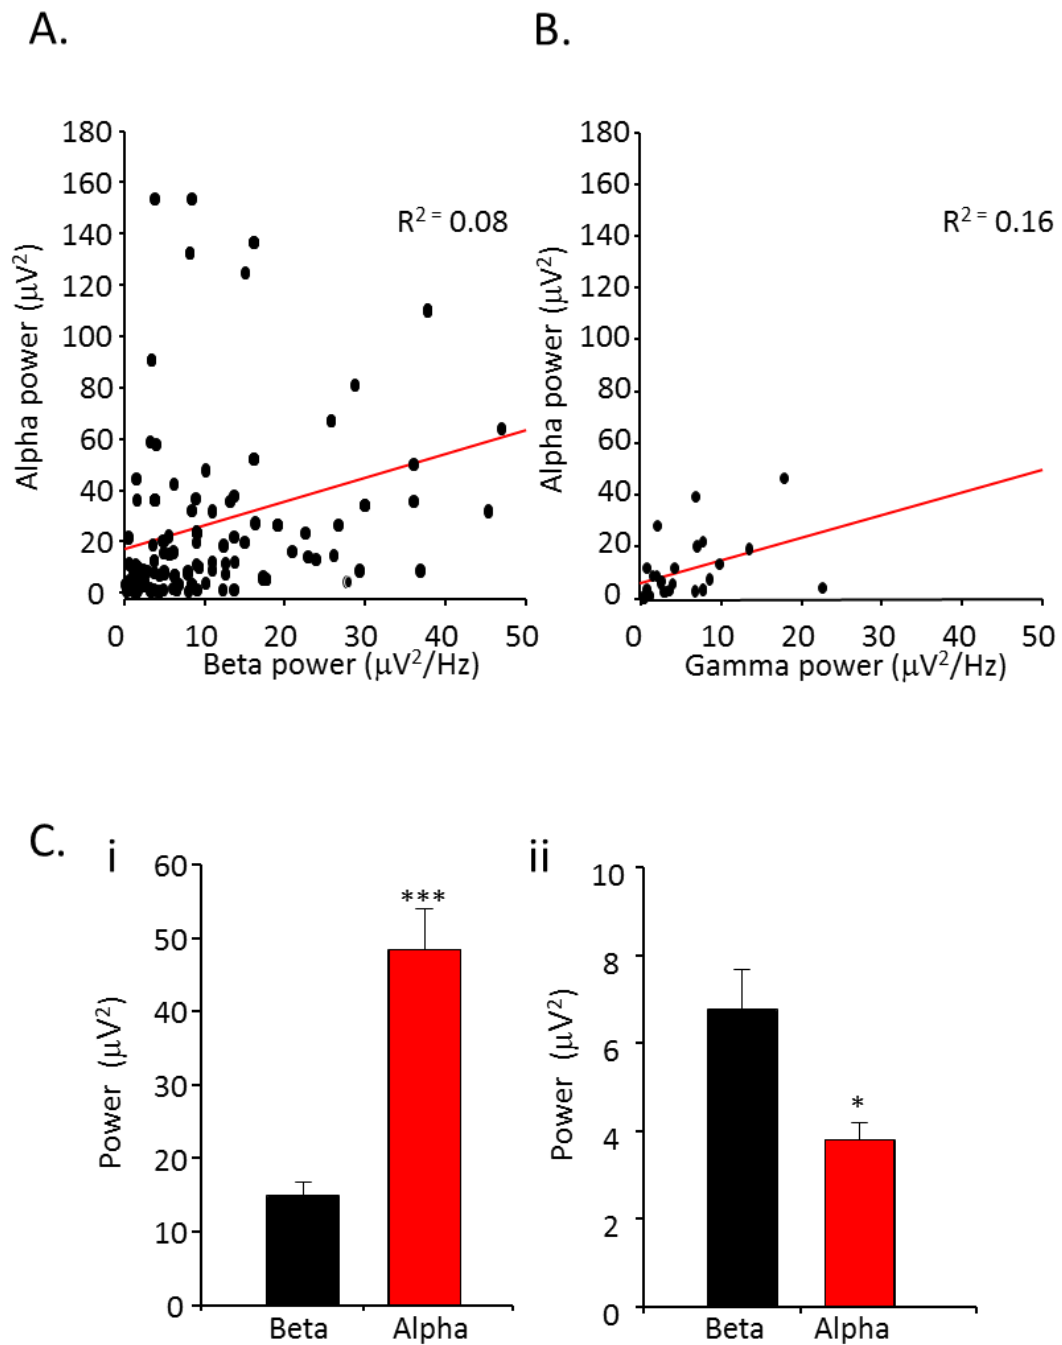 A.
B.
180
160
140
120
100
80
60
40
20
0
Alpha power (μV²)
R² = 0.08
0 10 20 30 40 50
Beta power (μV²/Hz)
180
160
140
120
100
80
60
40
20
0
Alpha power (μV²)
R² = 0.16
0 10 20 30 40 50
Gamma power (μV²/Hz)
C.
i
60
50
40
30
20
10
0
Power (μV²)
***
Beta Alpha
ii
10
8
6
4
2
0
Power (μV²)
*
Beta Alpha